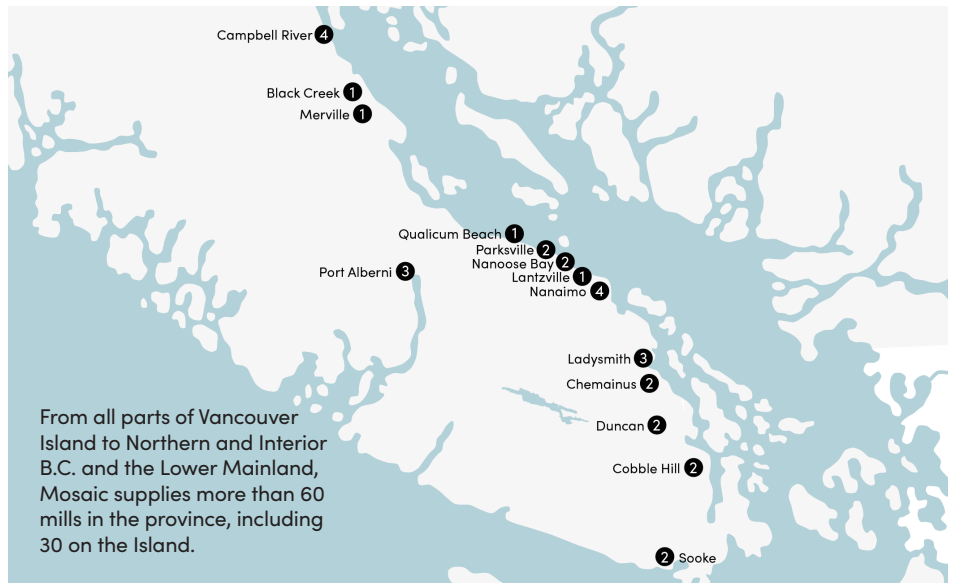 Campbell River 4
Black Creek 1
Merville 1
Qualicum Beach 1
Parksville 2
Nanoose Bay 2
Port Alberni 3
Lantzville 1
Nanaimo 4
Ladysmith 3
Chemainus 2
Duncan 2
Cobble Hill 2
2 Sooke
From all parts of Vancouver
Island to Northern and Interior
B.C. and the Lower Mainland,
Mosaic supplies more than 60
mills in the province, including
30 on the Island.